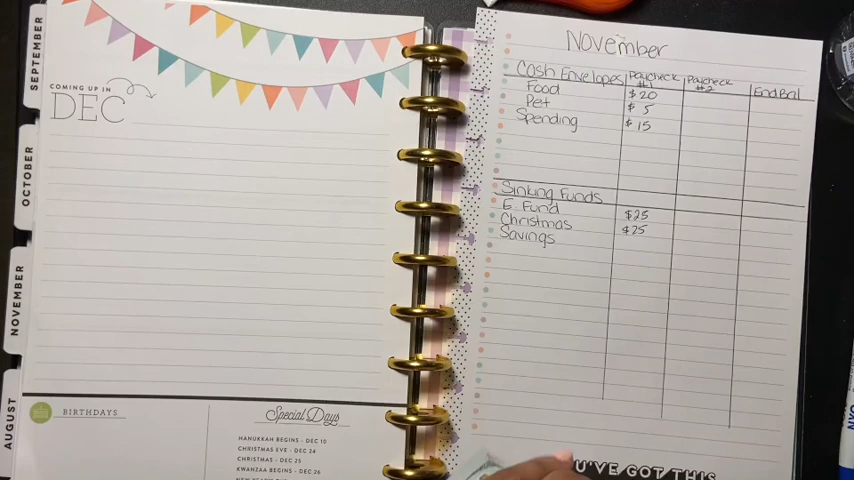 SEPTEMBER
OCTOBER
NOVEMBER
AUGUST
COMING UP IN
DEC
BIRTHDAYS
Special Days
HANUKKAH BEGINS - DEC 10
CHRISTMAS EVE - DEC 24
CHRISTMAS - DEC 25
KWANZAA BEGINS - DEC 26
November
Cash Envelopes Paycheck #1 Paycheck #2 End Bal
Food $20
Pet $5
Spending $15
Sinking Funds
E Fund $25
Christmas $25
Savings
U'VE GOT THIS